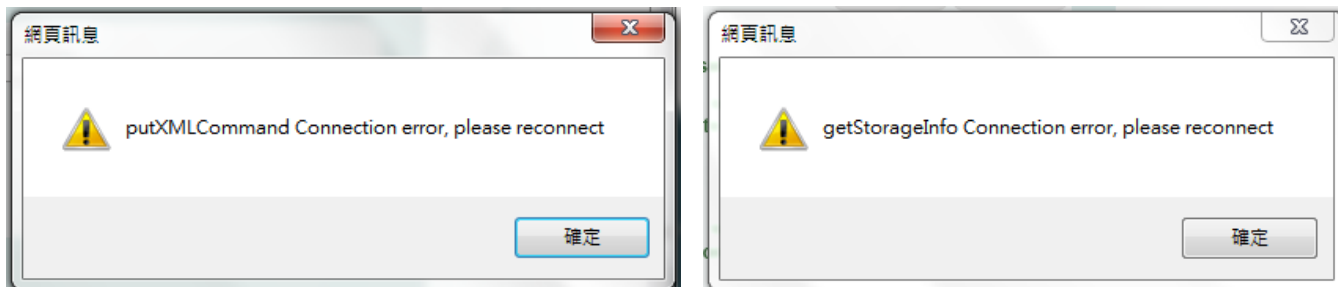 網頁訊息
putXMLCommand Connection error, please reconnect
確定
網頁訊息
getStorageInfo Connection error, please reconnect
確定